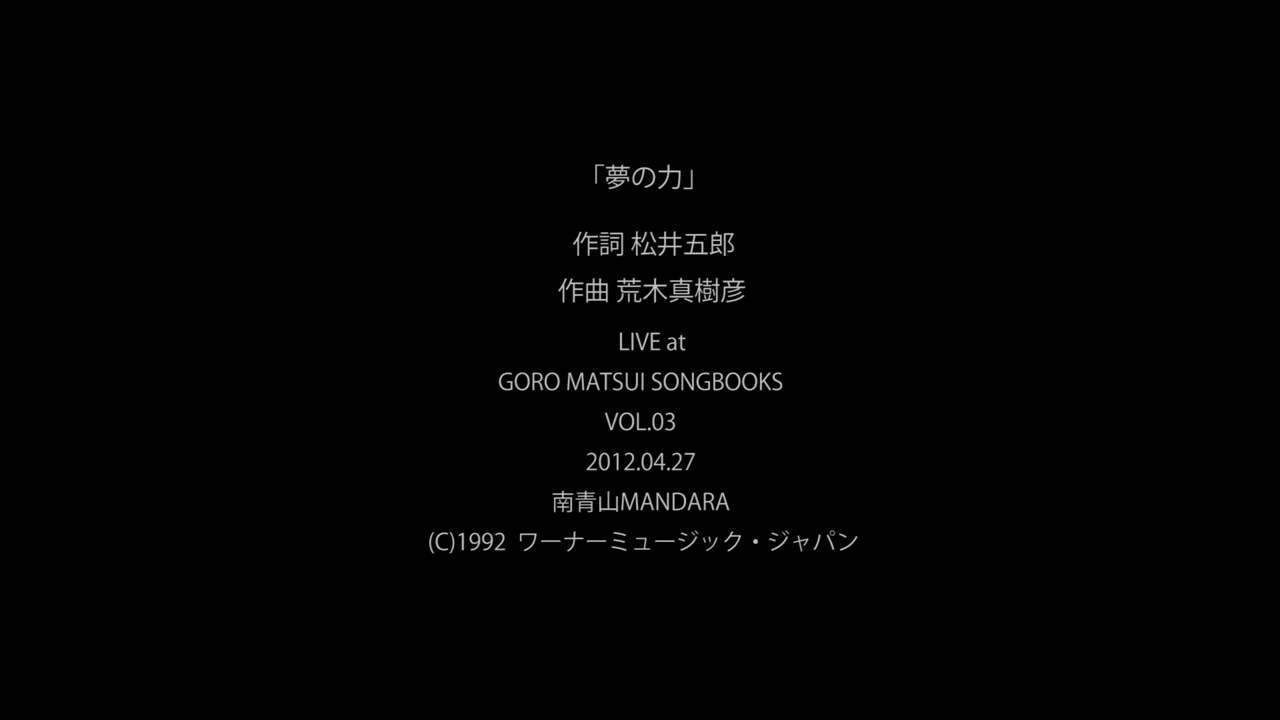 「夢の力」
作詞 松井五郎
作曲 荒木真樹彦
LIVE at
GORO MATSUI SONGBOOKS
VOL.03
2012.04.27
南青山MANDARA
(C)1992 ワーナーミュージック・ジャパン